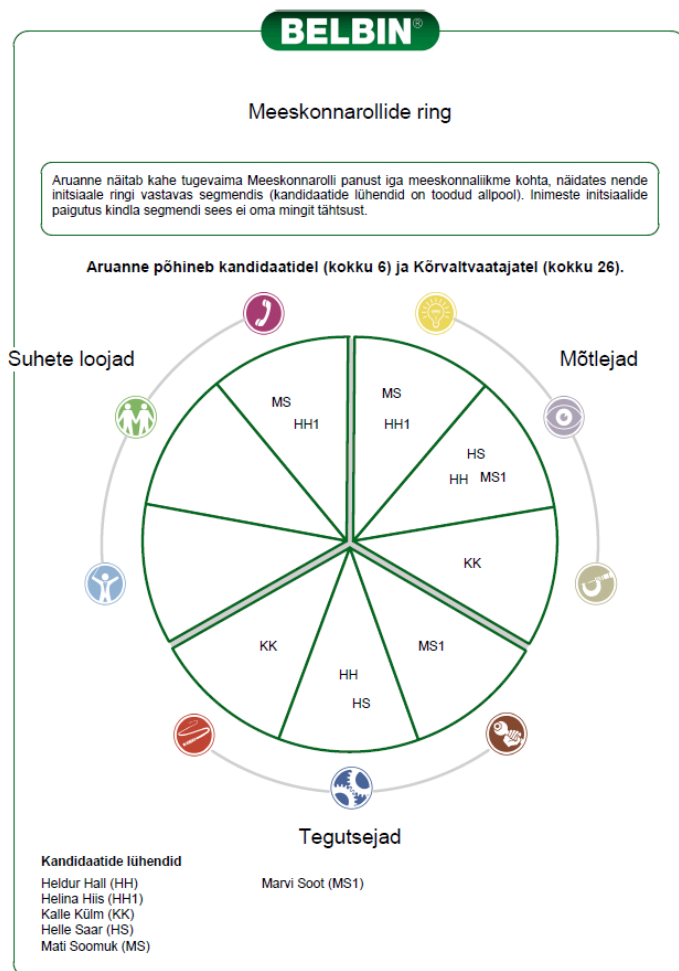 BELBIN®
Meeskonnarollide ring
Aruanne näitab kahe tugevaima Meeskonnarolli panust iga meeskonnaliikme kohta, näidates nende
initsiaale ringi vastavas segmendis (kandidaatide lühendid on toodud allpool). Inimeste initsiaalide
paigutus kindla segmendi sees ei oma mingit tähtsust.
Aruanne põhineb kandidaatidel (kokku 6) ja Kõrvaltvaatajatel (kokku 26).
Suhete loojad
Mõtlejad
MS
HH1
MS
HH1
HS
HH
MS1
KK
KK
HH
HS
MS1
Tegutsejad
Kandidaatide lühendid
Heldur Hall (HH)
Helina Hiis (HH1)
Kalle Külm (KK)
Helle Saar (HS)
Mati Soomuk (MS)
Marvi Soot (MS1)